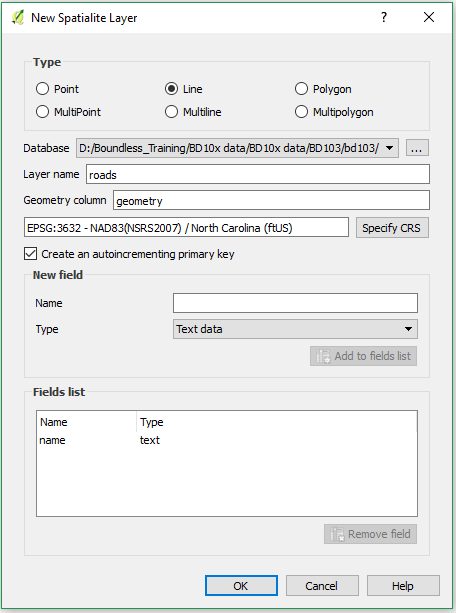 New Spatialite Layer
?
Type
Point
Line
Polygon
MultiPoint
Multiline
Multipolygon
Database
D:/Boundless_Training/BD10x data/BD10x data/BD103/bd103/
...
Layer name
roads
Geometry column
geometry
EPSG:3632 - NAD83(NSRS2007) / North Carolina (ftUS)
Specify CRS
Create an autoincrementing primary key
New field
Name
Type
Text data
Add to fields list
Fields list
Name
Type
name
text
Remove field
OK
Cancel
Help